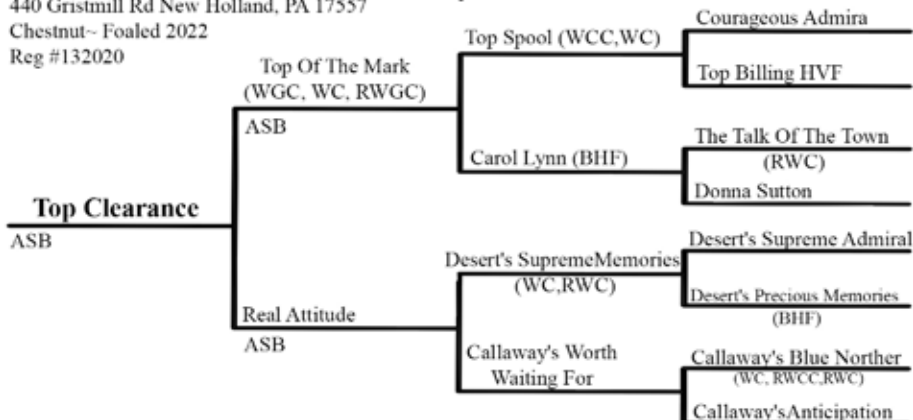 440 Gristmill Rd New Holland, PA 17557
Chestnut~ Foaled 2022
Reg #132020
Top Clearance
ASB
Top Of The Mark
(WGC, WC, RWGC)
ASB
Real Attitude
ASB
Top Spool (WCC,WC)
Carol Lynn (BHF)
Desert's SupremeMemories
(WC,RWC)
Callaway's Worth
Waiting For
Courageous Admira
Top Billing HVF
The Talk Of The Town
(RWC)
Donna Sutton
Desert's Supreme Admiral
Desert's Precious Memories
(BHF)
Callaway's Blue Norther
(WC, RWCC,RWC)
Callaway'sAnticipation